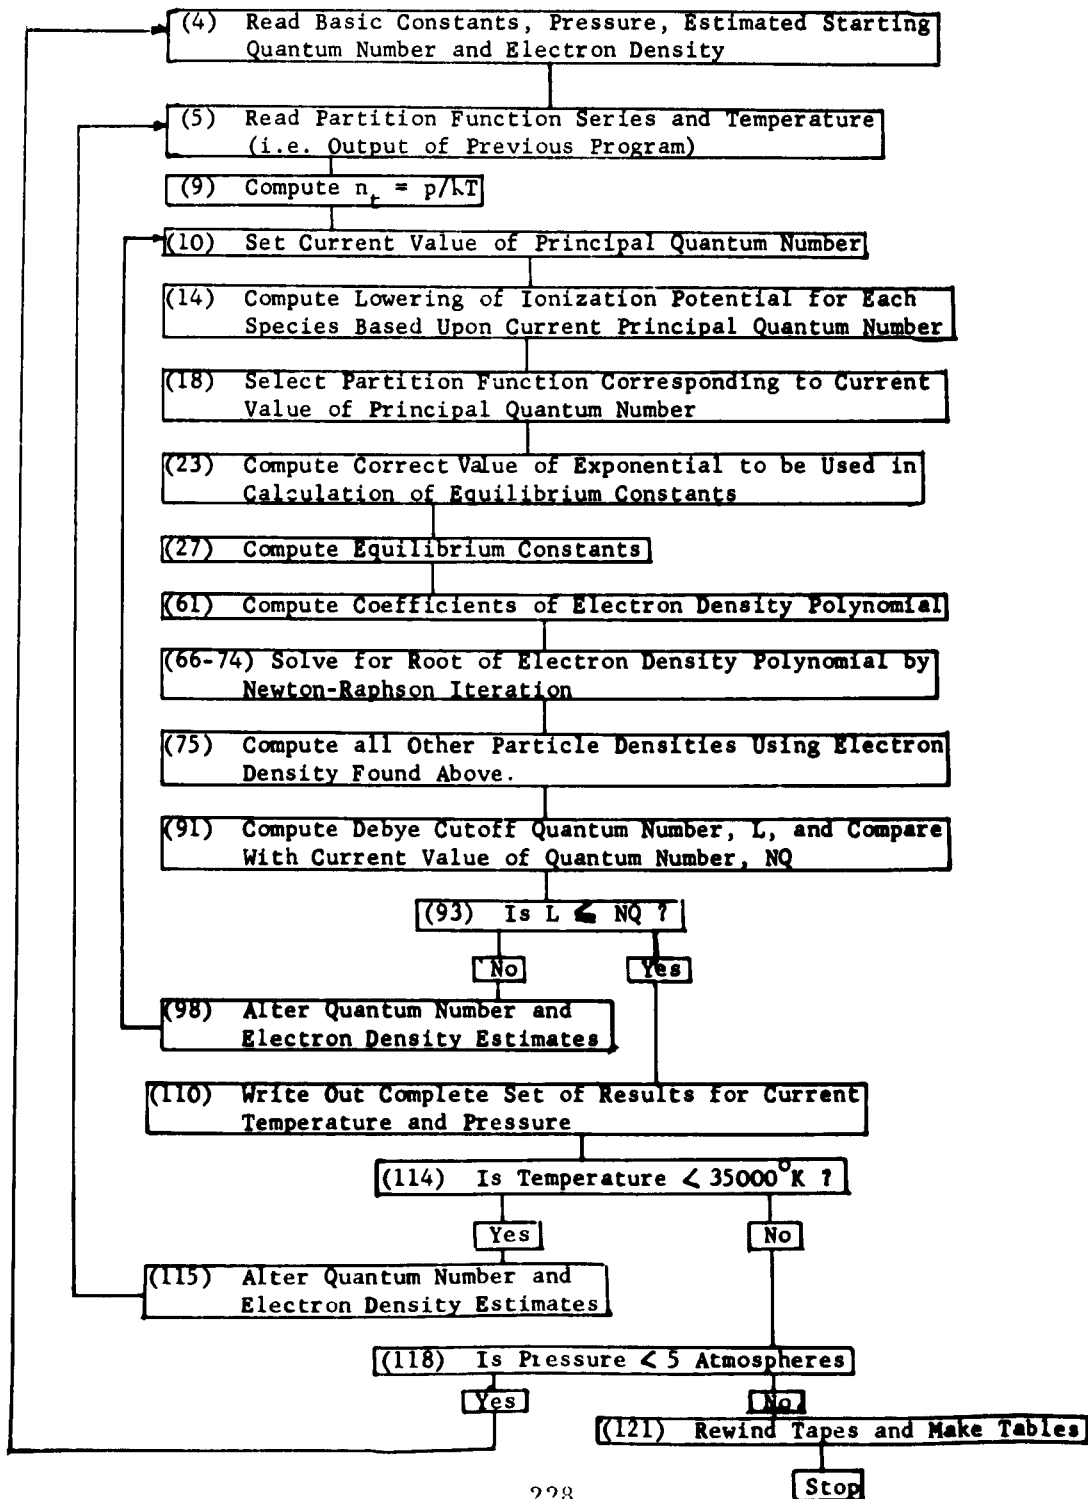 (4) Read Basic Constants, Pressure, Estimated Starting
Quantum Number and Electron Density
(5) Read Partition Function Series and Temperature
(i.e. Output of Previous Program)
(9) Compute n_t = p/kT
(10) Set Current Value of Principal Quantum Number
(14) Compute Lowering of Ionization Potential for Each
Species Based Upon Current Principal Quantum Number
(18) Select Partition Function Corresponding to Current
Value of Principal Quantum Number
(23) Compute Correct Value of Exponential to be Used in
Calculation of Equilibrium Constants
(27) Compute Equilibrium Constants
(61) Compute Coefficients of Electron Density Polynomial
(66-74) Solve for Root of Electron Density Polynomial by
Newton-Raphson Iteration
(75) Compute all Other Particle Densities Using Electron
Density Found Above.
(91) Compute Debye Cutoff Quantum Number, L, and Compare
With Current Value of Quantum Number, NQ
(93) Is L ≤ NQ ?
No Yes
(98) Alter Quantum Number and
Electron Density Estimates
(110) Write Out Complete Set of Results for Current
Temperature and Pressure
(114) Is Temperature < 35000°K ?
Yes No
(115) Alter Quantum Number and
Electron Density Estimates
(118) Is Pressure < 5 Atmospheres
Yes No
(121) Rewind Tapes and Make Tables
Stop
228